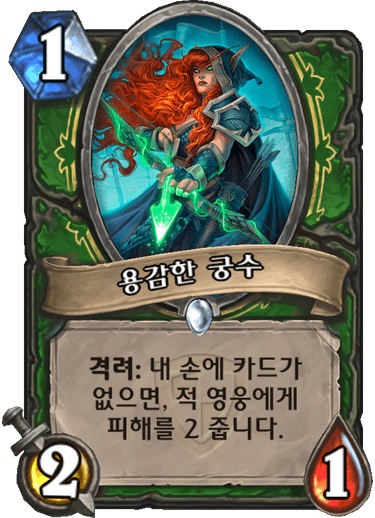 1
용감한 궁수
격려: 내 손에 카드가
없으면, 적 영웅에게
피해를 2 줍니다.
2
1